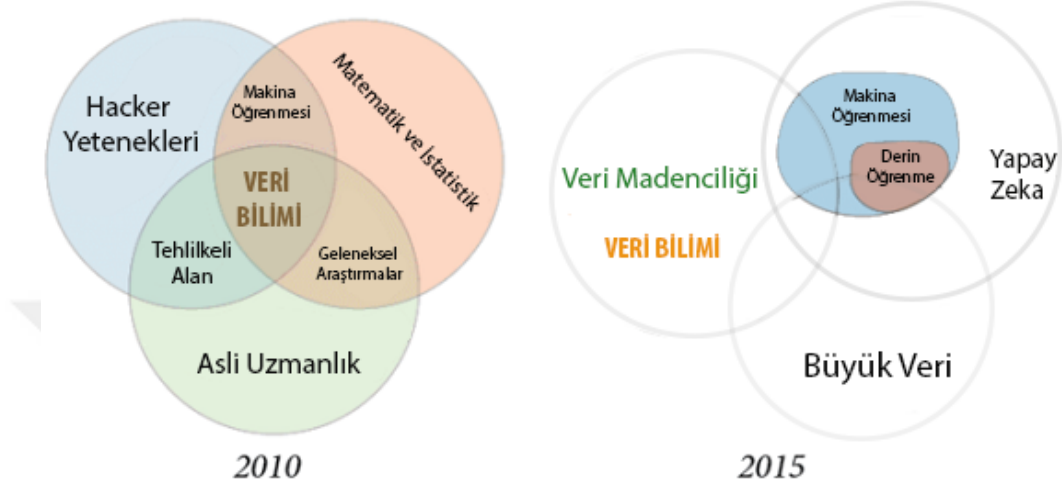 Hacker
Yetenekleri
Makina
Öğrenmesi
Matematik ve İstatistik
VERİ
BİLİMİ
Tehlilkeli
Alan
Geleneksel
Araştırmalar
Asli Uzmanlık
2010
Veri Madenciliği
VERİ BİLİMİ
Makina
Öğrenmesi
Derin
Öğrenme
Yapay
Zeka
Büyük Veri
2015